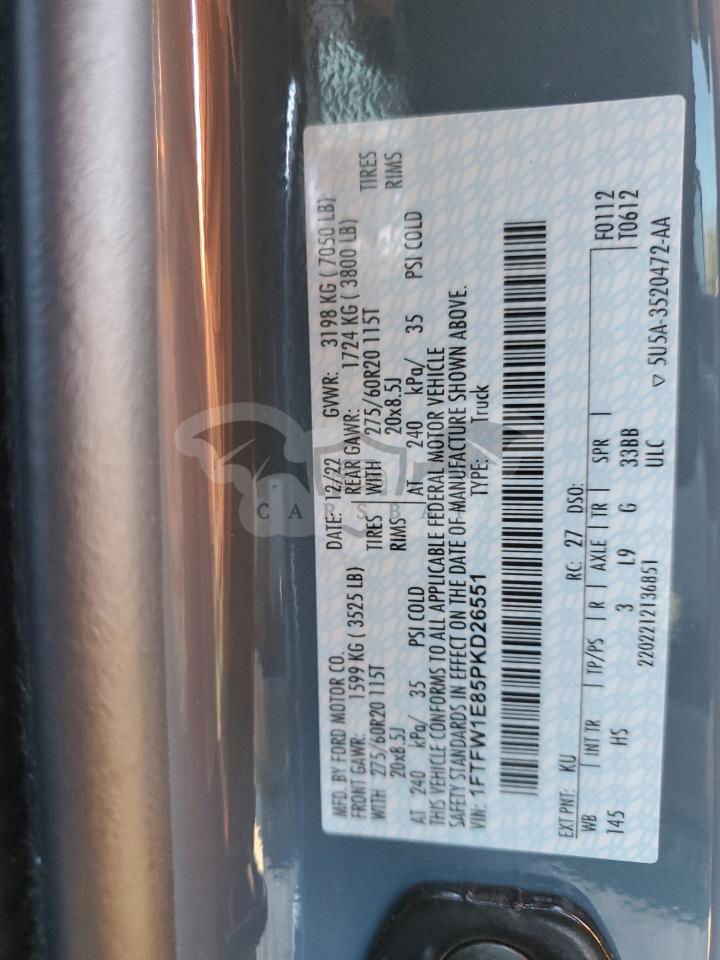 MFD. BY FORD MOTOR CO.
DATE: 12/22 GVWR: 3198 KG ( 7050 LB)
FRONT GAWR: 1599 KG ( 3525 LB)
REAR GAWR: 1724 KG ( 3800 LB)
WITH 275/60R20 115T TIRES
WITH 275/60R20 115T TIRES
20x8.5J RIMS
20x8.5J RIMS
AT 240 kPa/ 35 PSI COLD
AT 240 kPa/ 35 PSI COLD
THIS VEHICLE CONFORMS TO ALL APPLICABLE FEDERAL MOTOR VEHICLE
SAFETY STANDARDS IN EFFECT ON THE DATE OF MANUFACTURE SHOWN ABOVE.
VIN: 1FTFW1E85PKD26551 TYPE: Truck
F0112
T0612
EXT PNT: KU RC: 27 DSO:
WB INT TR TP/PS R AXLE TR SPR
145 HS 3 L9 G 33BB
2202212136851 ULC ▽ 5U5A-3520472-AA